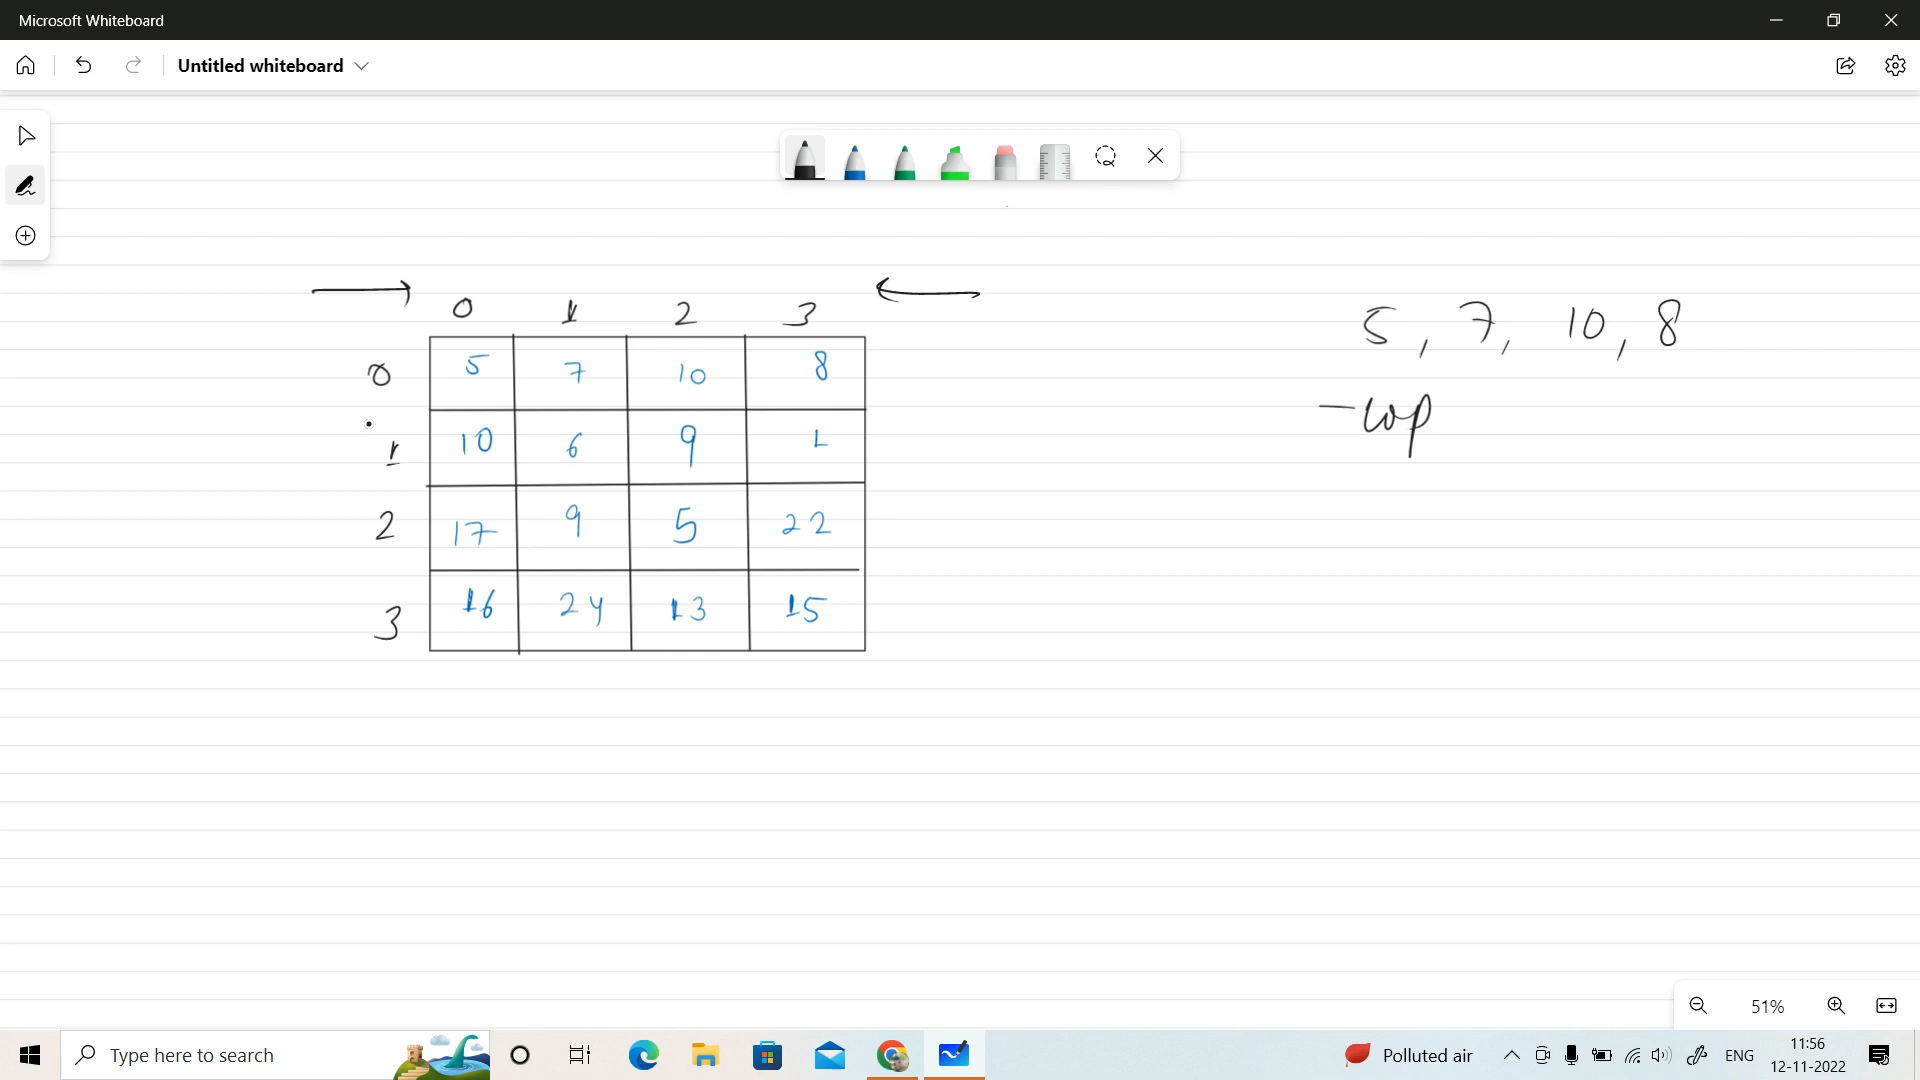 Microsoft Whiteboard
Untitled whiteboard
0 1 2 3
0 5 7 10 8
1 10 6 9 1
2 17 9 5 22
3 16 24 13 15
5, 7, 10, 8
top
51%
Type here to search
Polluted air
ENG
11:56
12-11-2022